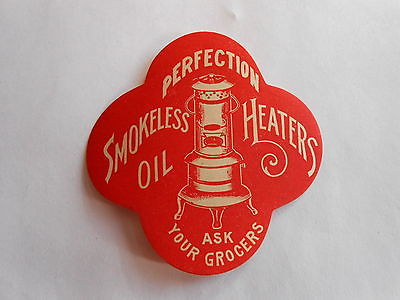 PERFECTION
SMOKELESS
OIL
HEATERS
ASK
YOUR GROCERS